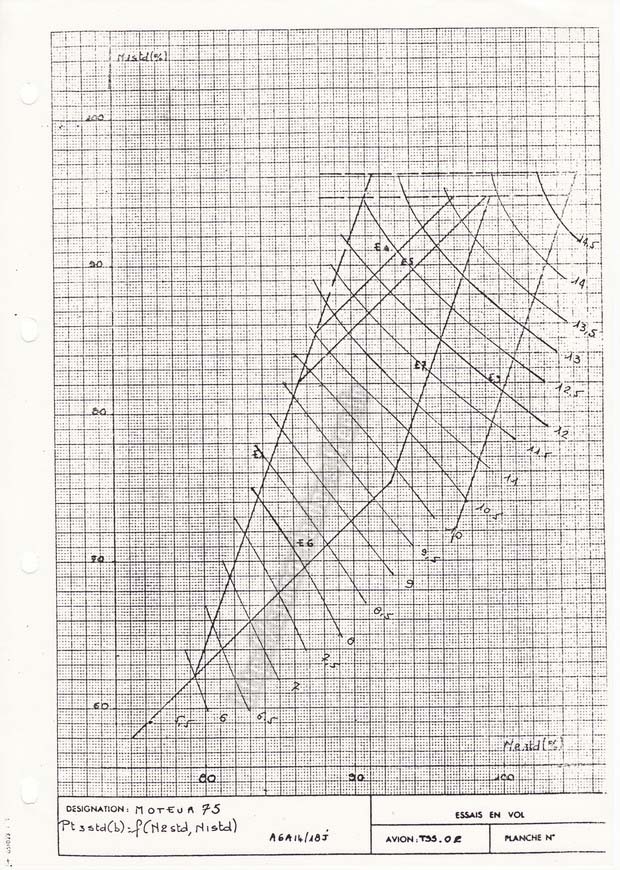 N1std(%)
100
90
80
70
60
E4
E5
E7
E3
E6
14,5
14
13,5
13
12,5
12
11,5
11
10,5
10
9,5
9
8,5
8
7,5
7
6,5
6
5,5
N2std(%)
80 90 100
DESIGNATION: MOTEUR 75
Pt3std(b)=f(N2std, N1std)
AGA14/18J
ESSAIS EN VOL
AVION: TSS.02
PLANCHE N°